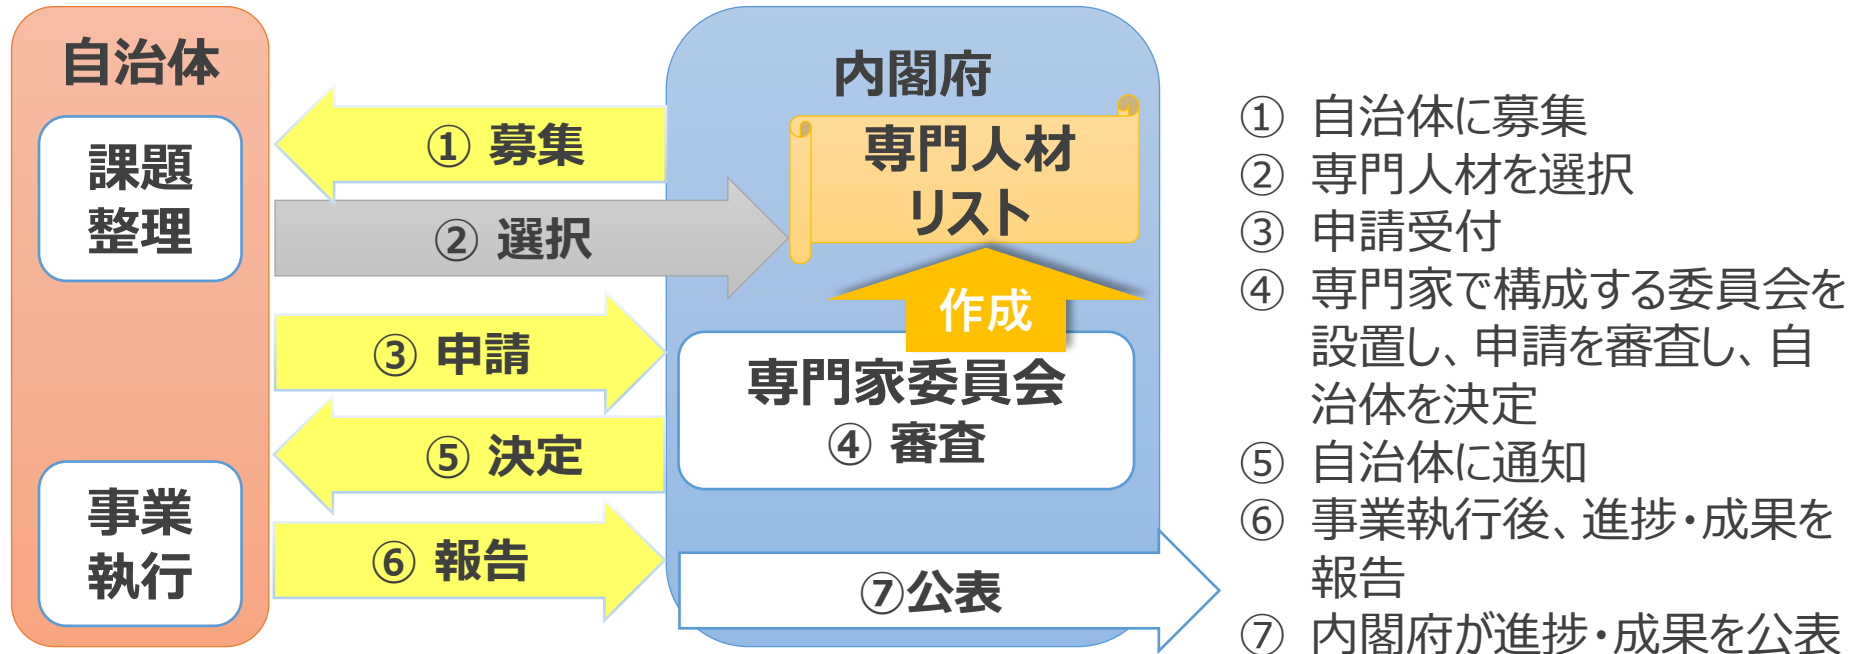 自治体
課題
整理
事業
執行
① 募集
② 選択
③ 申請
⑤ 決定
⑥ 報告
内閣府
専門人材
リスト
作成
専門家委員会
④ 審査
⑦公表
① 自治体に募集
② 専門人材を選択
③ 申請受付
④ 専門家で構成する委員会を
設置し、申請を審査し、自
治体を決定
⑤ 自治体に通知
⑥ 事業執行後、進捗・成果を
報告
⑦ 内閣府が進捗・成果を公表